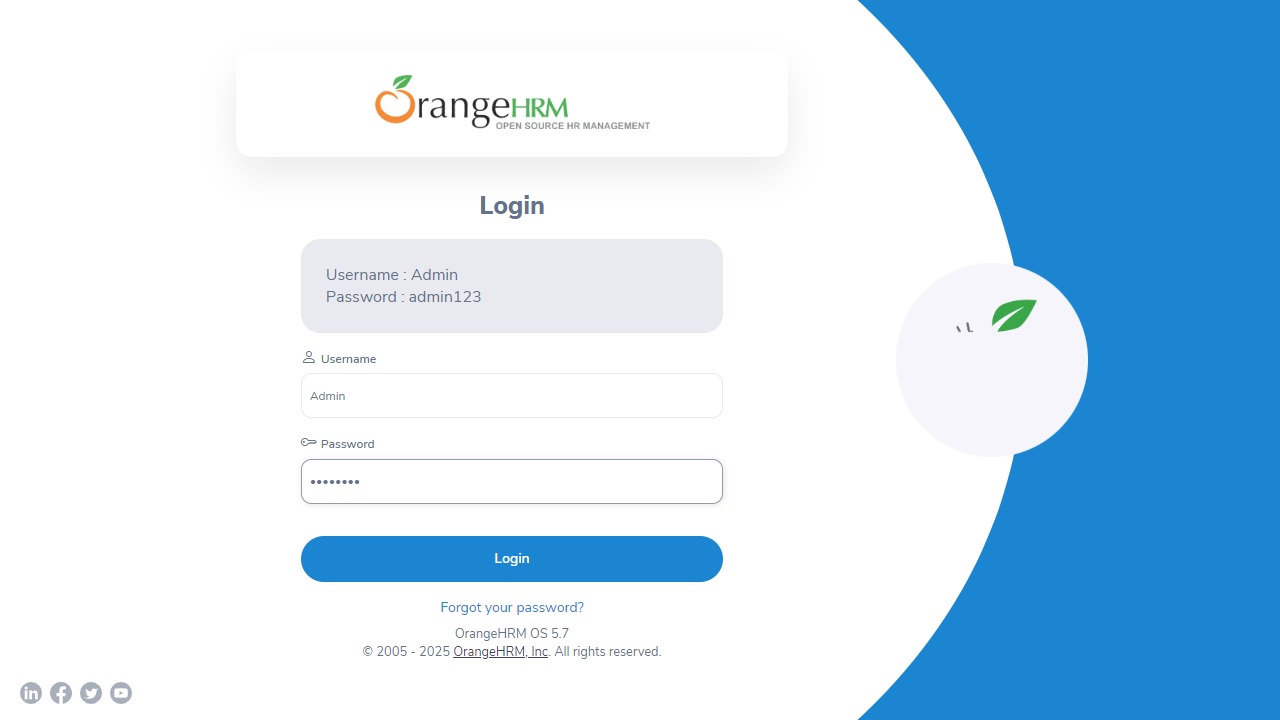 OrangeHRM
OPEN SOURCE HR MANAGEMENT
Login
Username : Admin
Password : admin123
Username
Admin
Password
••••••••
Login
Forgot your password?
OrangeHRM OS 5.7
© 2005 - 2025 OrangeHRM, Inc. All rights reserved.